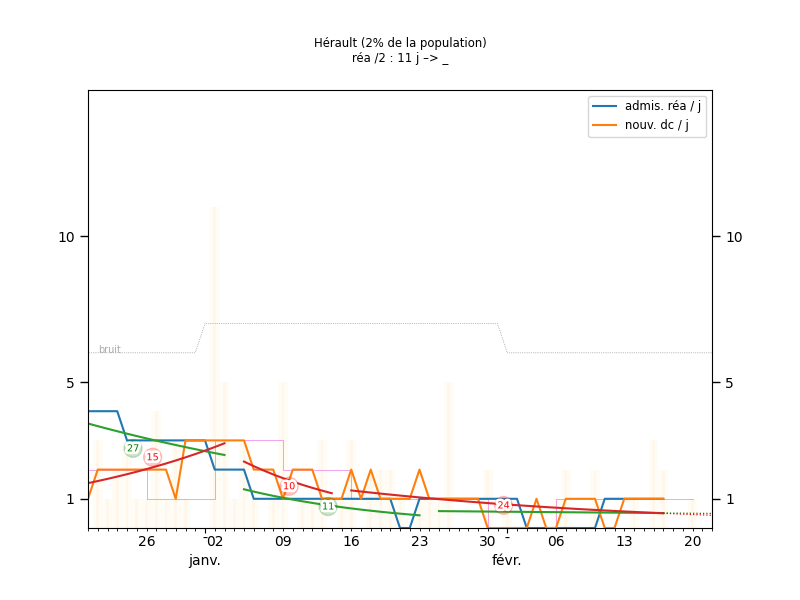 Hérault (2% de la population)
réa /2 : 11 j –> _
admis. réa / j
nouv. dc / j
10
10
bruit
5
5
27
15
10
11
24
1
1
26
02
09
16
23
30
06
13
20
janv.
févr.